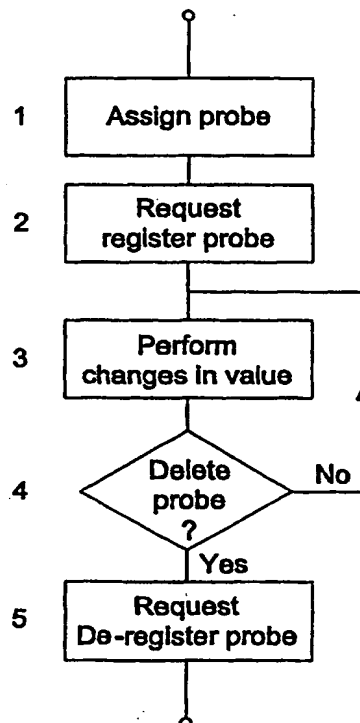 1
Assign probe
2
Request
register probe
3
Perform
changes in value
4
Delete
probe
?
No
Yes
5
Request
De-register probe